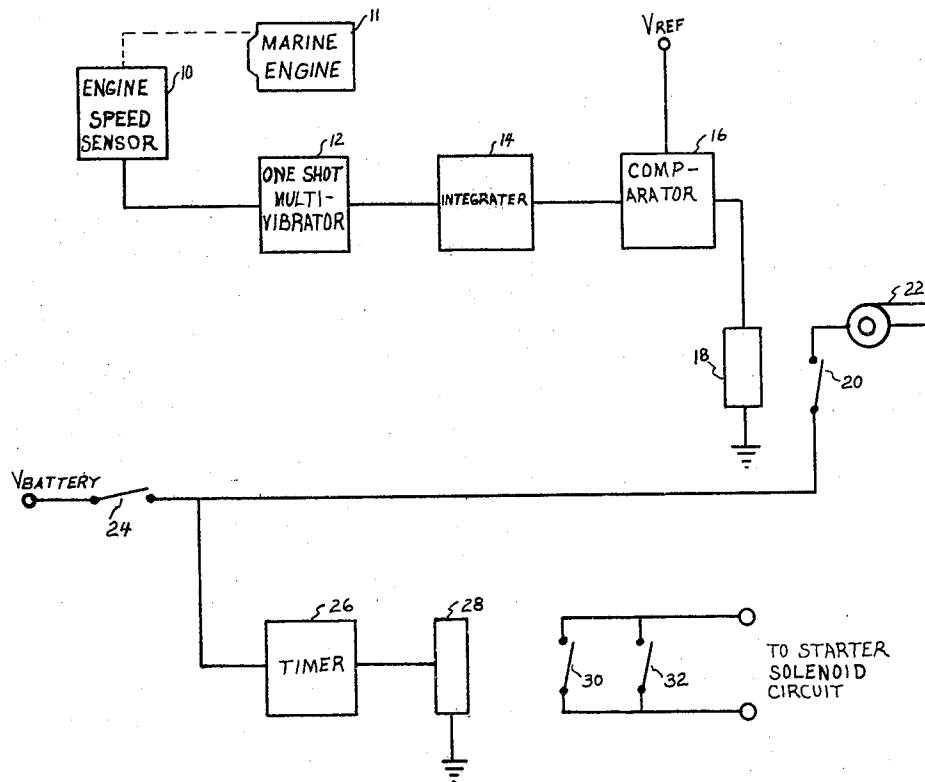 11
MARINE
ENGINE
10
ENGINE
SPEED
SENSOR
VREF
12
ONE SHOT
MULTI-
VIBRATOR
14
INTEGRATER
16
COMP-
ARATOR
22
18
20
VBATTERY
24
26
TIMER
28
30
32
TO STARTER
SOLENOID
CIRCUIT